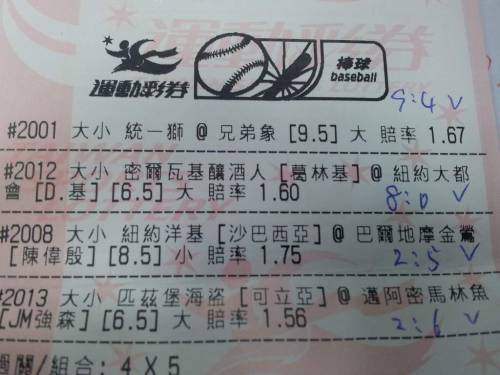 運動彩券
棒球
baseball
9:4 ✓
#2001 大小 統一獅 @ 兄弟象 [9.5] 大 賠率 1.67
#2012 大小 密爾瓦基釀酒人 [葛林基] @ 紐約大都
會 [D.基] [6.5] 大 賠率 1.60
8:0 ✓
#2008 大小 紐約洋基 [沙巴西亞] @ 巴爾地摩金鶯
[陳偉殷] [8.5] 小 賠率 1.75
2:5 ✓
#2013 大小 匹茲堡海盜 [可立亞] @ 邁阿密馬林魚
[JM強森] [6.5] 大 賠率 1.56
2:6 ✓
過關/組合: 4 X 5